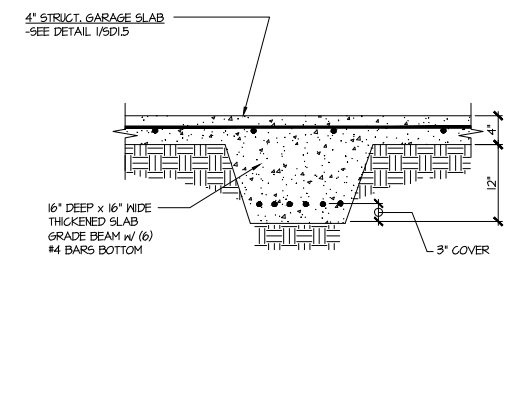 4" STRUCT. GARAGE SLAB
-SEE DETAIL 1/SD1.5
4"
12"
16" DEEP x 16" WIDE
THICKENED SLAB
GRADE BEAM w/ (6)
#4 BARS BOTTOM
3" COVER